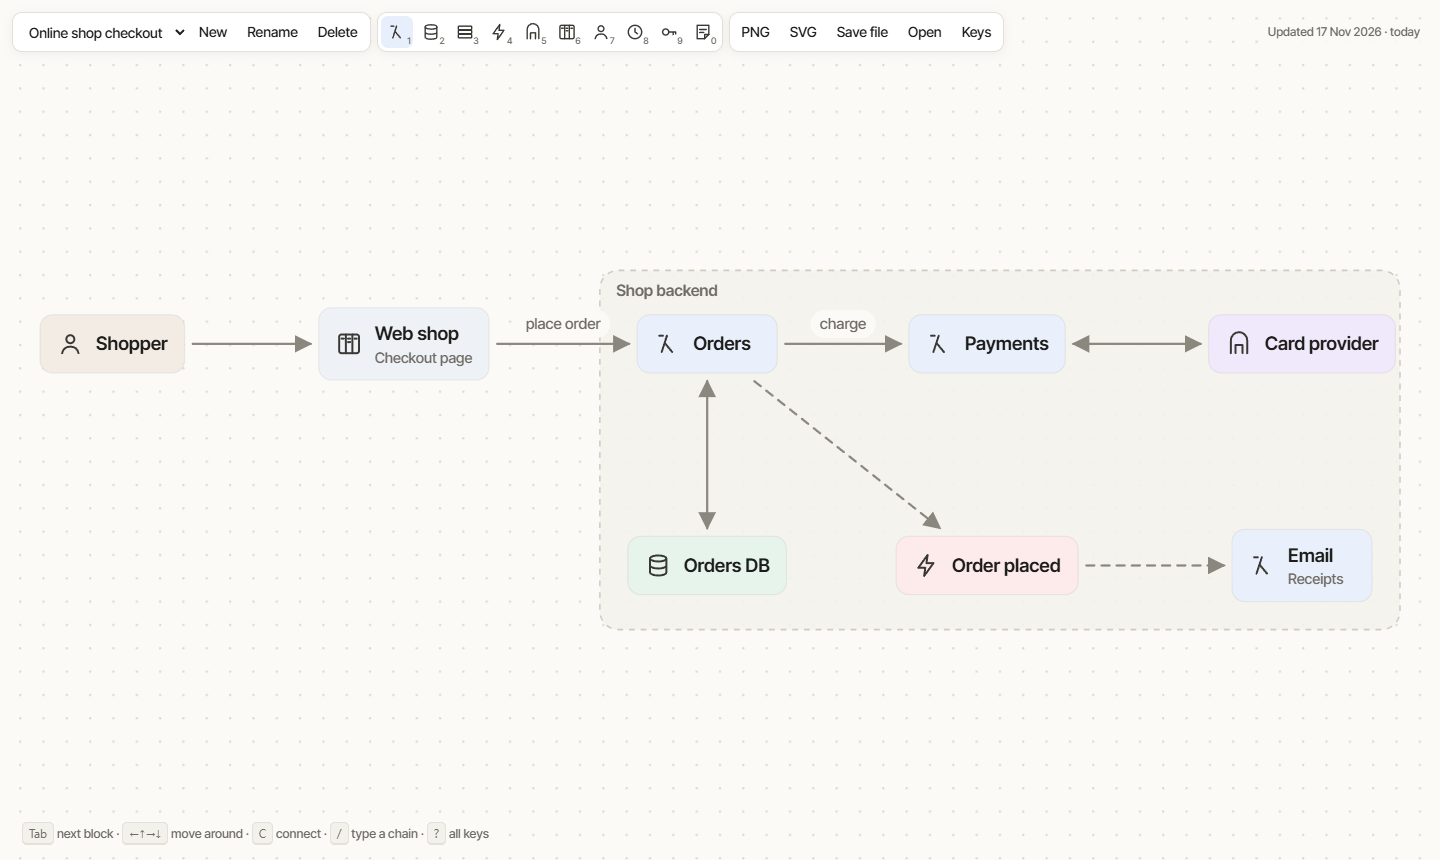 Online shop checkout New Rename Delete 1 2 3 4 5 6 7 8 9 0 PNG SVG Save file Open Keys Updated 17 Nov 2026 · today
Shop backend
Shopper
Web shop
Checkout page
place order
Orders
charge
Payments
Card provider
Orders DB
Order placed
Email
Receipts
Tab next block · ←↑→↓ move around · C connect · / type a chain · ? all keys